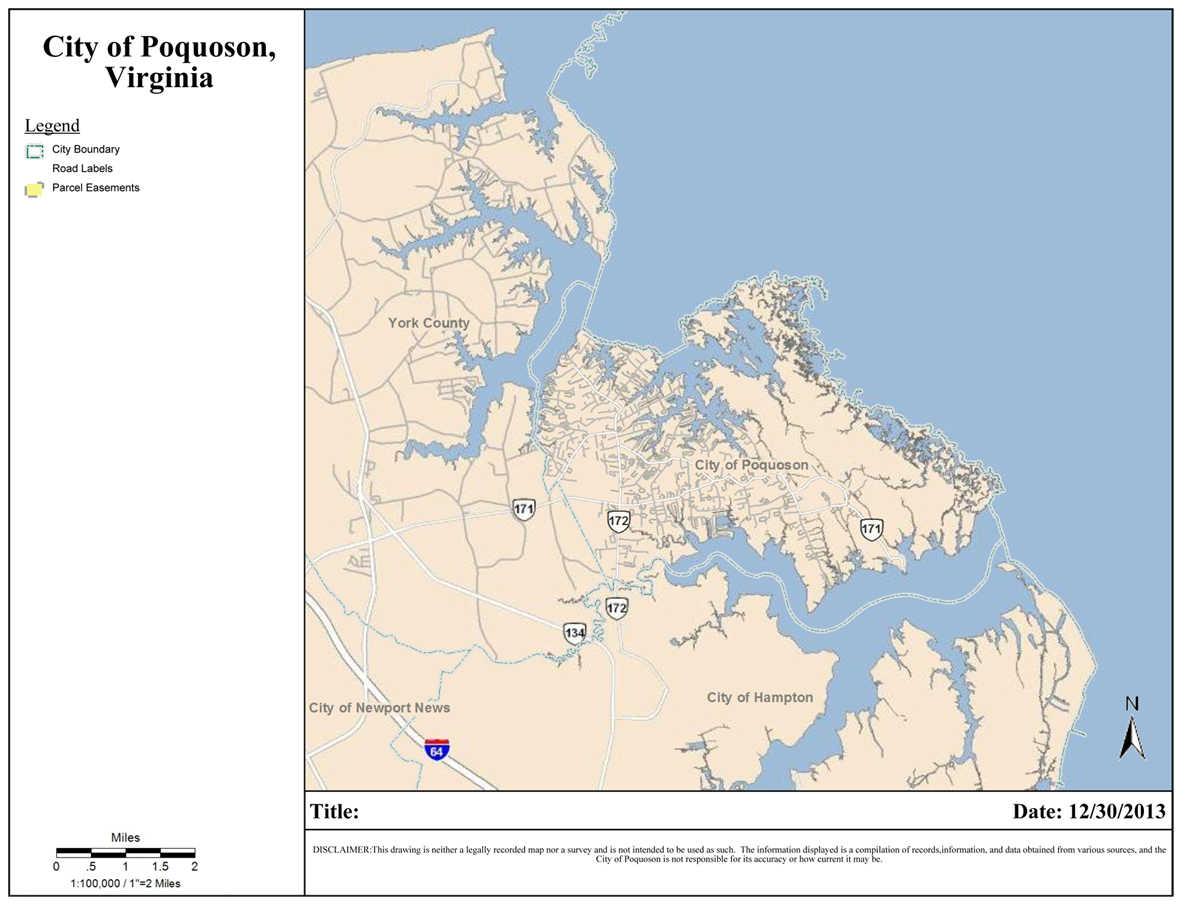 City of Poquoson,
Virginia
Legend
City Boundary
Road Labels
Parcel Easements
York County
City of Poquoson
171
172
171
172
134
City of Hampton
City of Newport News
64
N
Miles
0 .5 1 1.5 2
1:100,000 / 1"=2 Miles
Title:
Date: 12/30/2013
DISCLAIMER:This drawing is neither a legally recorded map nor a survey and is not intended to be used as such. The information displayed is a compilation of records,information, and data obtained from various sources, and the
City of Poquoson is not responsible for its accuracy or how current it may be.